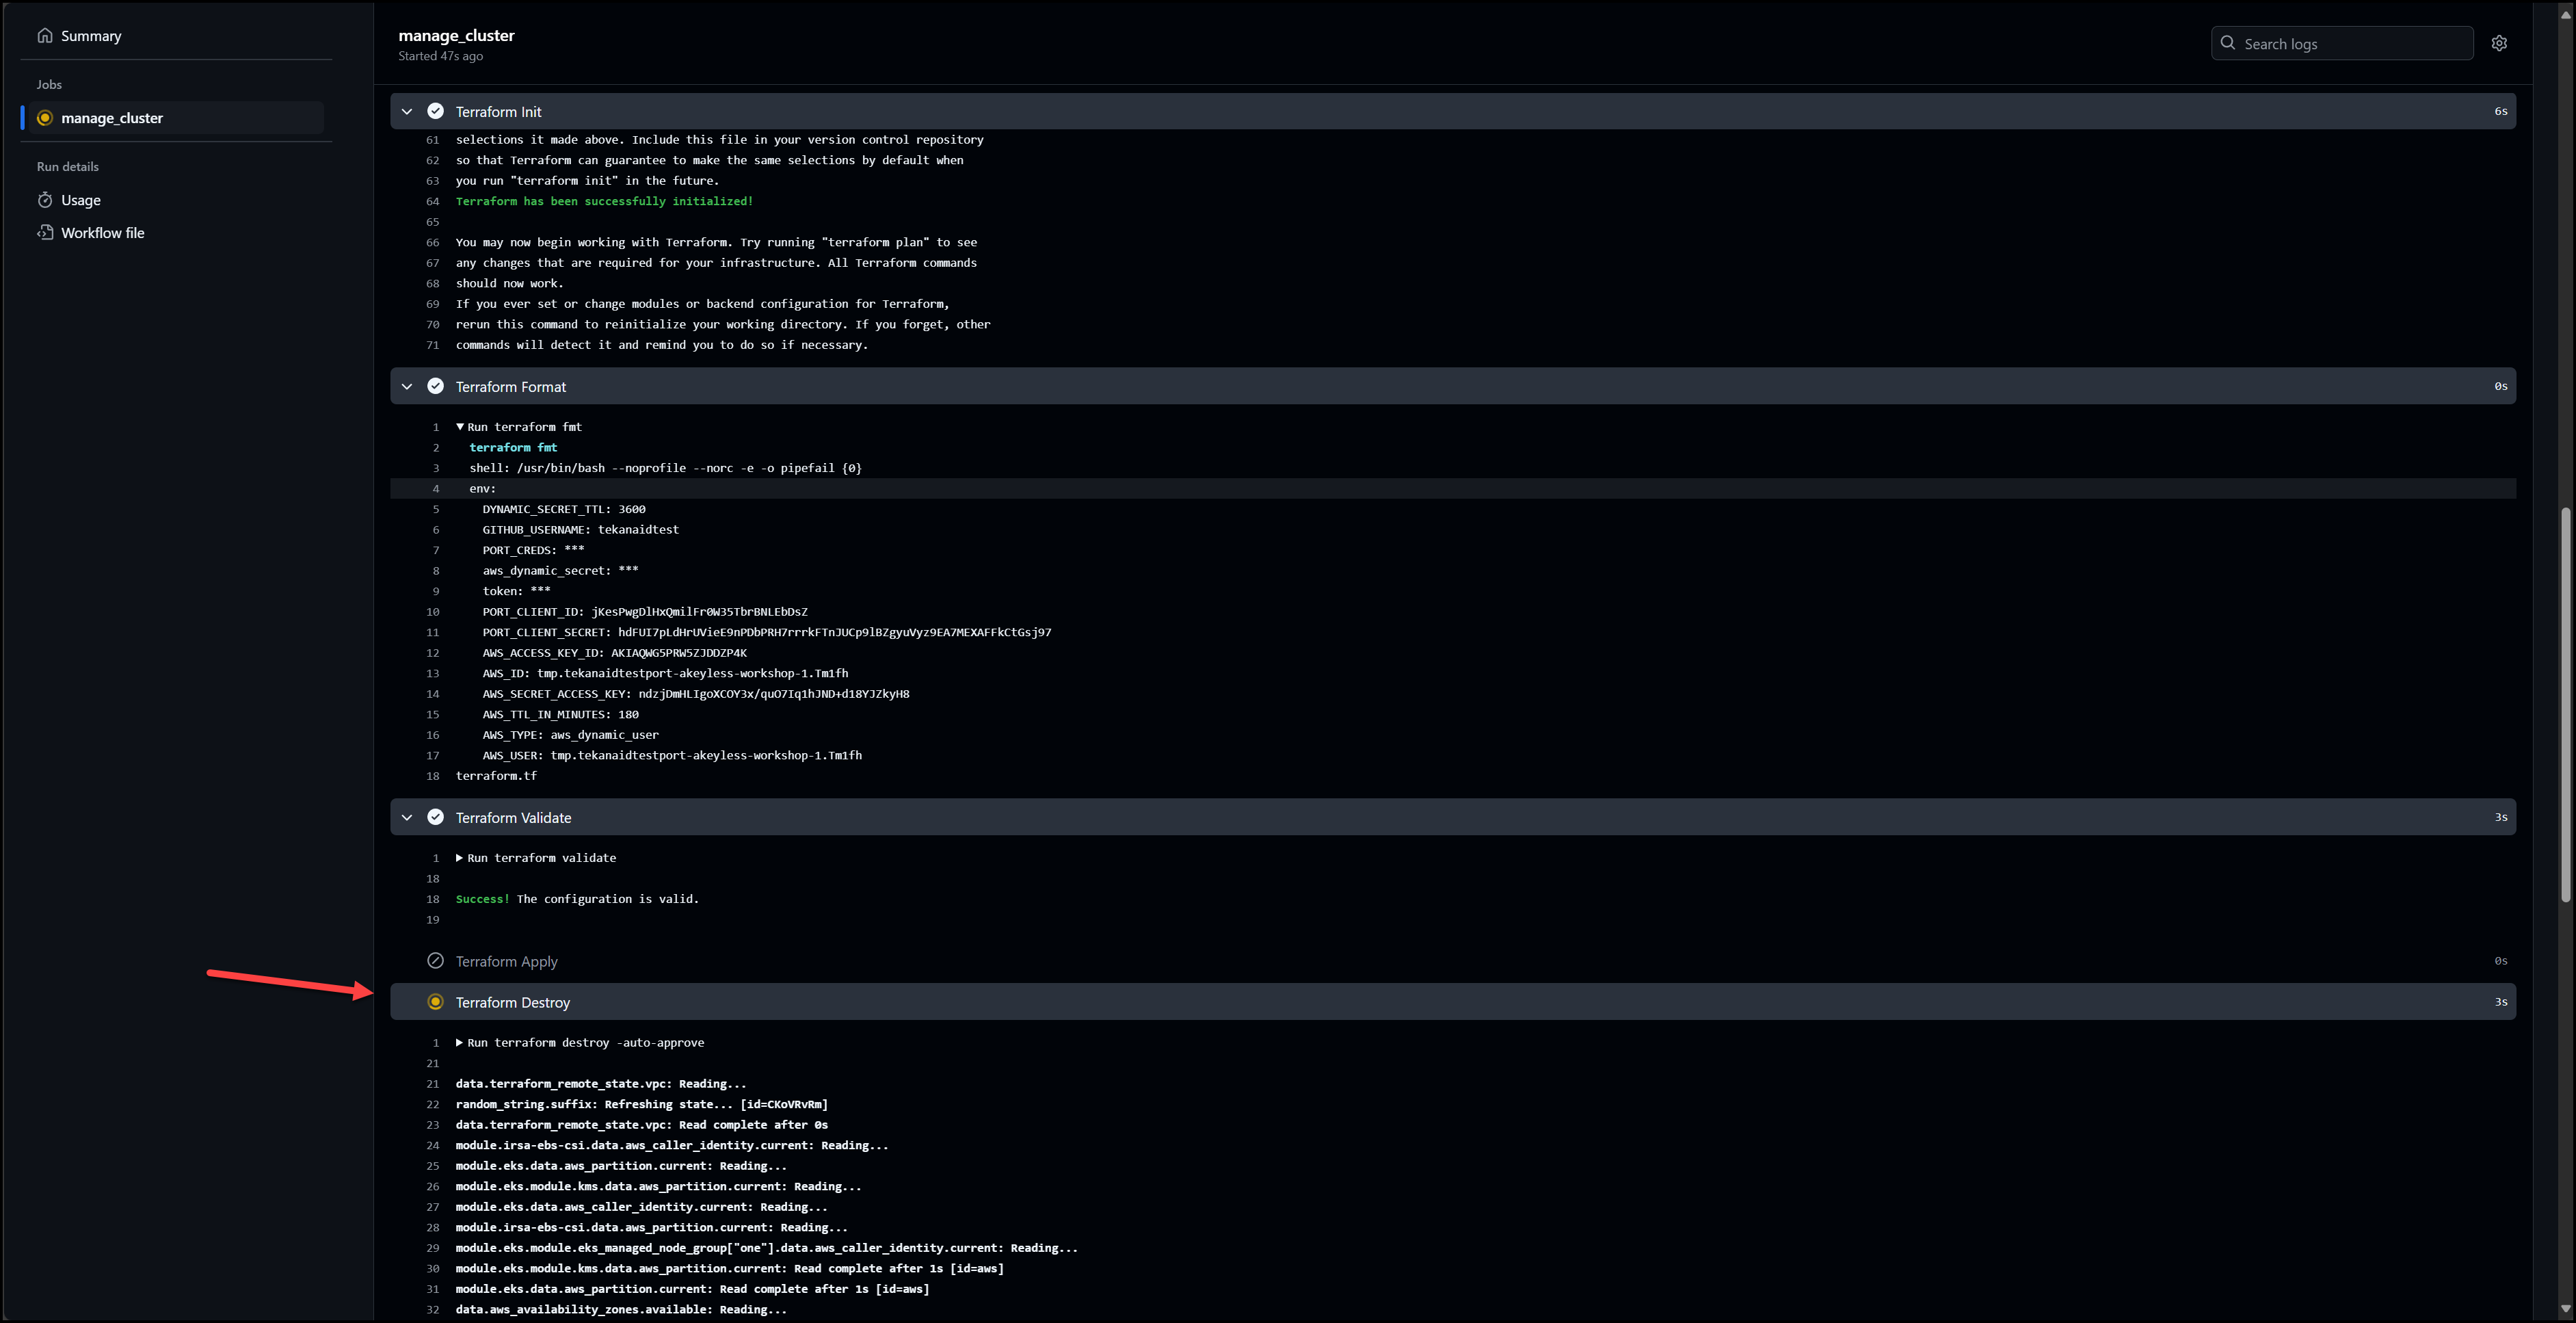 Summary
Jobs
manage_cluster
Run details
Usage
Workflow file
manage_cluster
Started 47s ago
Search logs
Terraform Init 6s
61 selections it made above. Include this file in your version control repository
62 so that Terraform can guarantee to make the same selections by default when
63 you run "terraform init" in the future.
64 Terraform has been successfully initialized!
65
66 You may now begin working with Terraform. Try running "terraform plan" to see
67 any changes that are required for your infrastructure. All Terraform commands
68 should now work.
69 If you ever set or change modules or backend configuration for Terraform,
70 rerun this command to reinitialize your working directory. If you forget, other
71 commands will detect it and remind you to do so if necessary.
Terraform Format 0s
1 Run terraform fmt
2 terraform fmt
3 shell: /usr/bin/bash --noprofile --norc -e -o pipefail {0}
4 env:
5 DYNAMIC_SECRET_TTL: 3600
6 GITHUB_USERNAME: tekanaidtest
7 PORT_CREDS: ***
8 aws_dynamic_secret: ***
9 token: ***
10 PORT_CLIENT_ID: jKesPwgDlHxQmilFr0W35TbrBNLEbDsZ
11 PORT_CLIENT_SECRET: hdFUI7pLdHrUVieE9nPDbPRH7rrrkFTnJUCp9lBZgyuVyz9EA7MEXAFFkCtGsj97
12 AWS_ACCESS_KEY_ID: AKIAQWG5PRW5ZJDDZP4K
13 AWS_ID: tmp.tekanaidtestport-akeyless-workshop-1.Tm1fh
14 AWS_SECRET_ACCESS_KEY: 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
15 AWS_TTL_IN_MINUTES: 180
16 AWS_TYPE: aws_dynamic_user
17 AWS_USER: tmp.tekanaidtestport-akeyless-workshop-1.Tm1fh
18 terraform.tf
Terraform Validate 3s
1 Run terraform validate
18
18 Success! The configuration is valid.
19
Terraform Apply 0s
Terraform Destroy 3s
1 Run terraform destroy -auto-approve
21
21 data.terraform_remote_state.vpc: Reading...
22 random_string.suffix: Refreshing state... [id=CKoVRvRm]
23 data.terraform_remote_state.vpc: Read complete after 0s
24 module.irsa-ebs-csi.data.aws_caller_identity.current: Reading...
25 module.eks.data.aws_partition.current: Reading...
26 module.eks.module.kms.data.aws_partition.current: Reading...
27 module.eks.data.aws_caller_identity.current: Reading...
28 module.irsa-ebs-csi.data.aws_partition.current: Reading...
29 module.eks.module.eks_managed_node_group["one"].data.aws_caller_identity.current: Reading...
30 module.eks.module.kms.data.aws_partition.current: Read complete after 1s [id=aws]
31 module.eks.data.aws_partition.current: Read complete after 1s [id=aws]
32 data.aws_availability_zones.available: Reading...